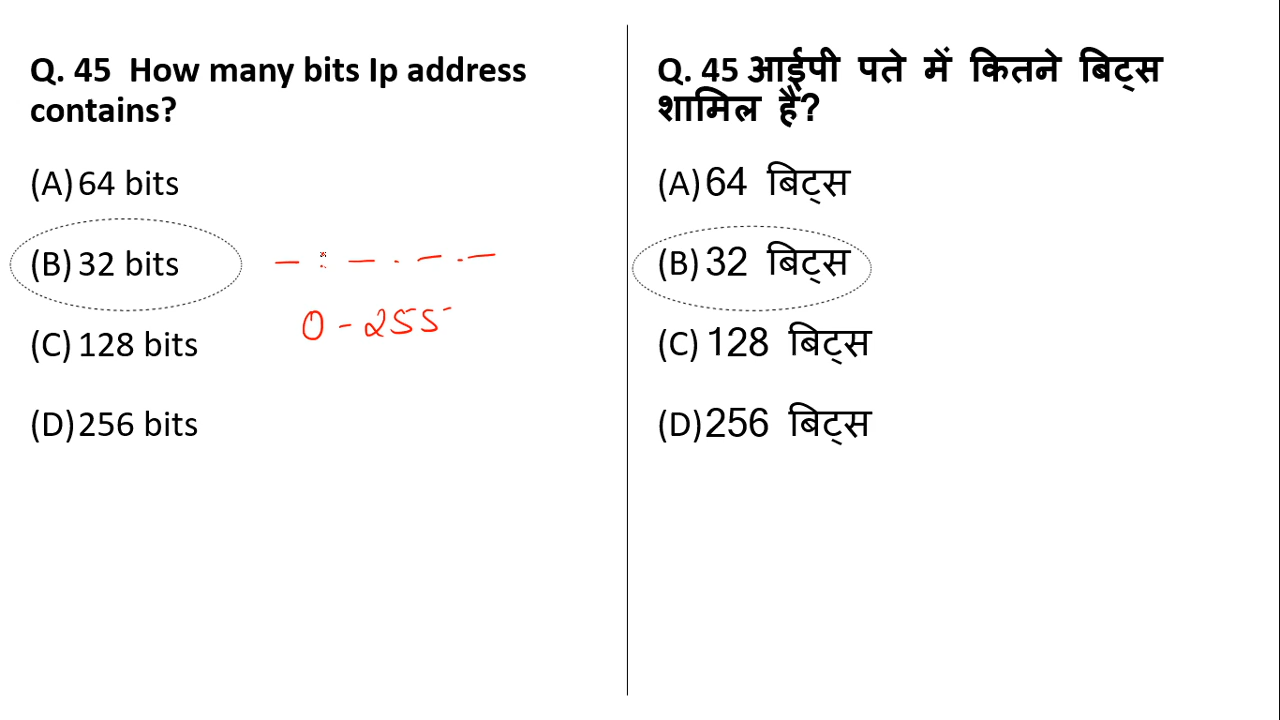 Q. 45 How many bits Ip address
contains?
(A) 64 bits
(B) 32 bits
(C) 128 bits
(D) 256 bits
_ . _ . _ . _
0 - 255
Q. 45 आईपी पते में कितने बिट्स
शामिल हैं?
(A) 64 बिट्स
(B) 32 बिट्स
(C) 128 बिट्स
(D) 256 बिट्स